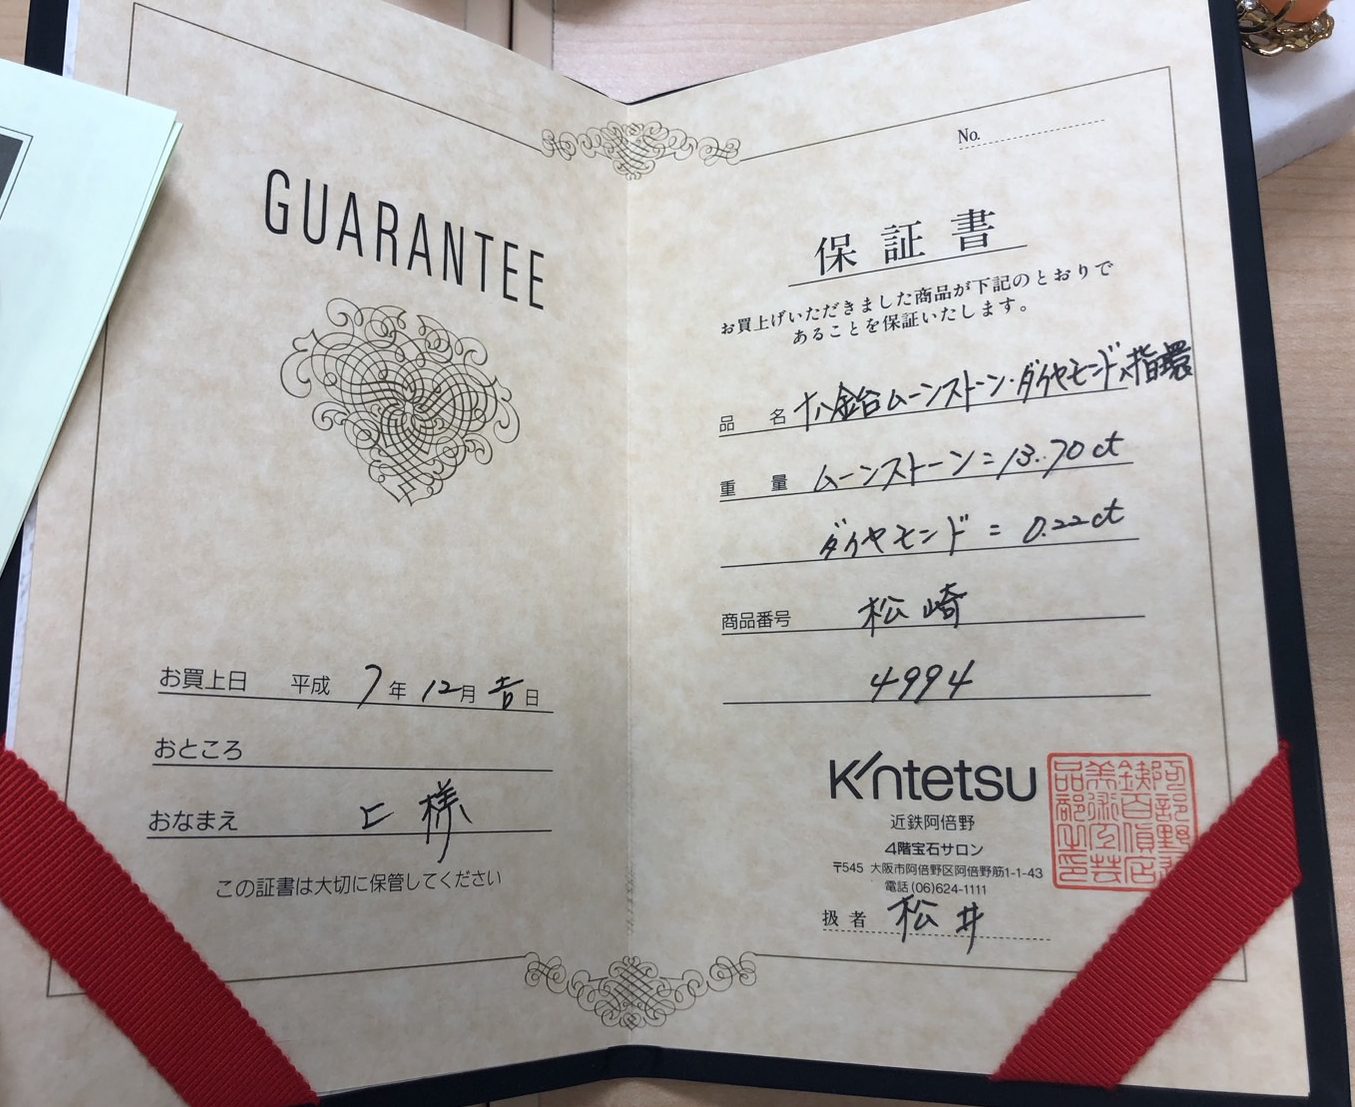 GUARANTEE
お買上日 平成 7年 12月 吉日
おところ
おなまえ 上 様
この証書は大切に保管してください
No.
保証書
お買上げいただきました商品が下記のとおりで
あることを保証いたします。
品名 十八金台ムーンストーン・ダイヤモンド入指環
重量 ムーンストーン=13.70ct
ダイヤモンド=0.22ct
商品番号 松崎
4994
Kintetsu
近鉄阿倍野
4階宝石サロン
〒545 大阪市阿倍野区阿倍野筋1-1-43
電話(06)624-1111
扱者 松井